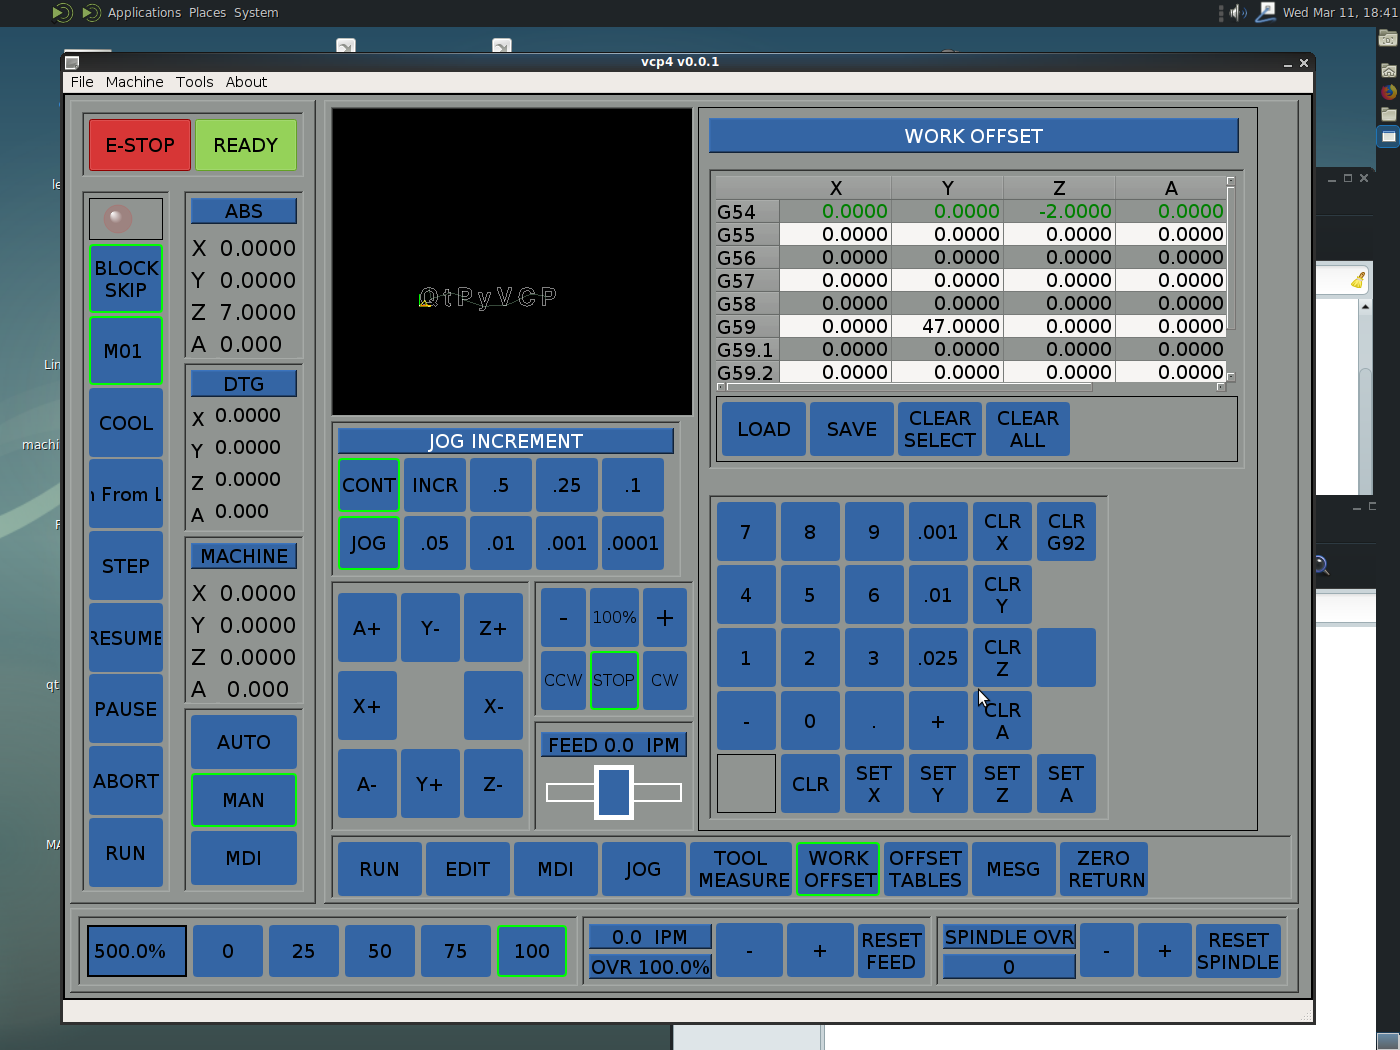 Applications Places System
Wed Mar 11, 18:41
vcp4 v0.0.1
File Machine Tools About
E-STOP READY
BLOCK
SKIP
M01
COOL
From L
STEP
RESUME
PAUSE
ABORT
RUN
ABS
X 0.0000
Y 0.0000
Z 7.0000
A 0.000
DTG
X 0.0000
Y 0.0000
Z 0.0000
A 0.000
MACHINE
X 0.0000
Y 0.0000
Z 0.0000
A 0.000
AUTO
MAN
MDI
QtPyVCP
JOG INCREMENT
CONT INCR .5 .25 .1
JOG .05 .01 .001 .0001
A+ Y- Z+
X+ X-
A- Y+ Z-
- 100% +
CCW STOP CW
FEED 0.0 IPM
WORK OFFSET
X Y Z A
G54 0.0000 0.0000 -2.0000 0.0000
G55 0.0000 0.0000 0.0000 0.0000
G56 0.0000 0.0000 0.0000 0.0000
G57 0.0000 0.0000 0.0000 0.0000
G58 0.0000 0.0000 0.0000 0.0000
G59 0.0000 47.0000 0.0000 0.0000
G59.1 0.0000 0.0000 0.0000 0.0000
G59.2 0.0000 0.0000 0.0000 0.0000
LOAD SAVE CLEAR SELECT CLEAR ALL
7 8 9 .001 CLR X CLR G92
4 5 6 .01 CLR Y
1 2 3 .025 CLR Z
- 0 . + CLR A
CLR SET X SET Y SET Z SET A
RUN EDIT MDI JOG TOOL MEASURE WORK OFFSET OFFSET TABLES MESG ZERO RETURN
500.0% 0 25 50 75 100
0.0 IPM
OVR 100.0%
- + RESET FEED
SPINDLE OVR
0
- + RESET SPINDLE